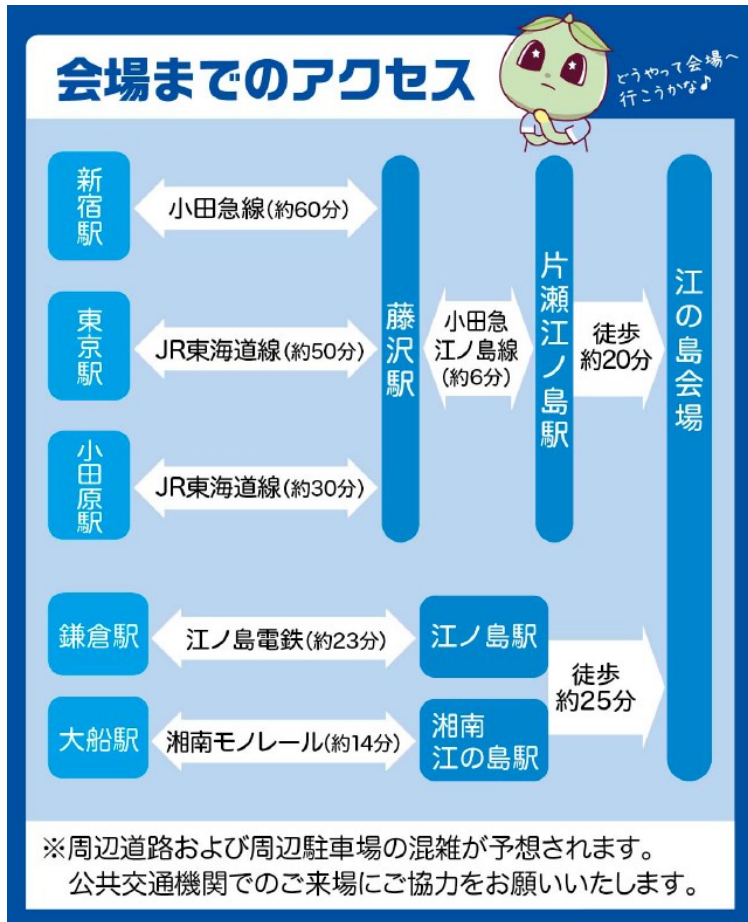 会場までのアクセス
どうやって会場へ
行こうかな♪
新宿駅
小田急線(約60分)
東京駅
JR東海道線(約50分)
小田原駅
JR東海道線(約30分)
藤沢駅
小田急
江ノ島線
(約6分)
片瀬江ノ島駅
徒歩
約20分
江の島会場
鎌倉駅
江ノ島電鉄(約23分)
江ノ島駅
大船駅
湘南モノレール(約14分)
湘南
江の島駅
徒歩
約25分
※周辺道路および周辺駐車場の混雑が予想されます。
公共交通機関でのご来場にご協力をお願いいたします。